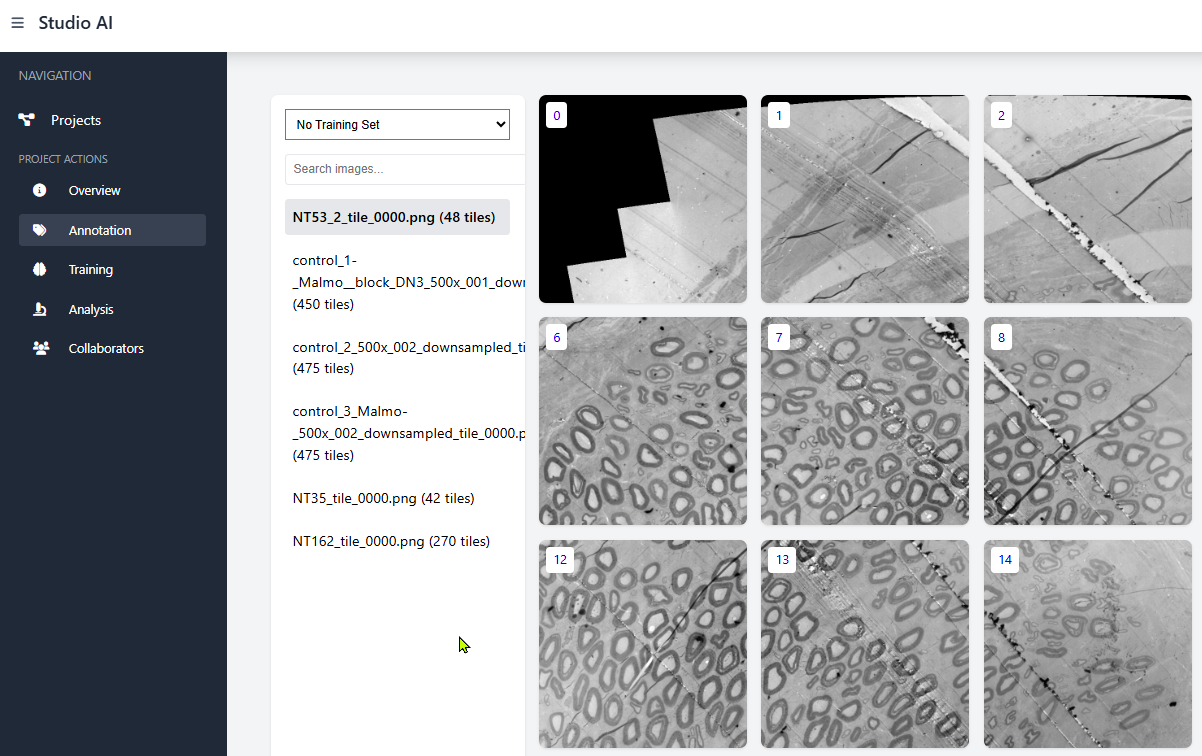 Studio AI
NAVIGATION
Projects
PROJECT ACTIONS
Overview
Annotation
Training
Analysis
Collaborators
No Training Set
Search images...
NT53_2_tile_0000.png (48 tiles)
control_1-
_Malmo__block_DN3_500x_001_dow
(450 tiles)
control_2_500x_002_downsampled_ti
(475 tiles)
control_3_Malmo-
_500x_002_downsampled_tile_0000.p
(475 tiles)
NT35_tile_0000.png (42 tiles)
NT162_tile_0000.png (270 tiles)
0
1
2
6
7
8
12
13
14